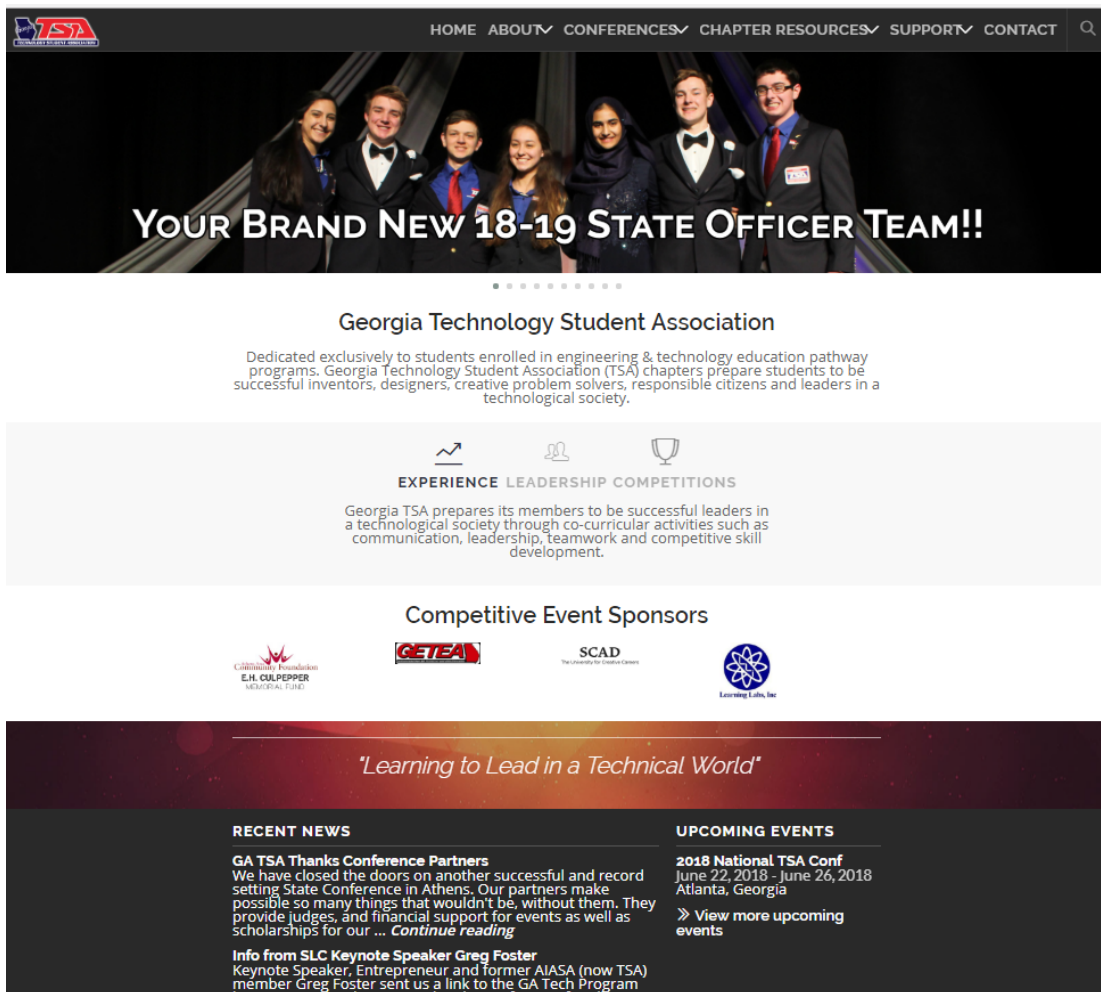 Georgia TSA
TECHNOLOGY STUDENT ASSOCIATION
HOME ABOUT CONFERENCES CHAPTER RESOURCES SUPPORT CONTACT
TSA
YOUR BRAND NEW 18-19 STATE OFFICER TEAM!!
Georgia Technology Student Association
Dedicated exclusively to students enrolled in engineering & technology education pathway
programs. Georgia Technology Student Association (TSA) chapters prepare students to be
successful inventors, designers, creative problem solvers, responsible citizens and leaders in a
technological society.
EXPERIENCE LEADERSHIP COMPETITIONS
Georgia TSA prepares its members to be successful leaders in
a technological society through co-curricular activities such as
communication, leadership, teamwork and competitive skill
development.
Competitive Event Sponsors
Community Foundation
E.H. CULPEPPER
MEMORIAL FUND
GETEA
SCAD
The University for Creative Careers
Learning Labs, Inc
"Learning to Lead in a Technical World"
RECENT NEWS
GA TSA Thanks Conference Partners
We have closed the doors on another successful and record
setting State Conference in Athens. Our partners make
possible so many things that wouldn't be, without them. They
provide judges, and financial support for events as well as
scholarships for our ... Continue reading
Info from SLC Keynote Speaker Greg Foster
Keynote Speaker, Entrepreneur and former AIASA (now TSA)
member Greg Foster sent us a link to the GA Tech Program
UPCOMING EVENTS
2018 National TSA Conf
June 22, 2018 - June 26, 2018
Atlanta, Georgia
» View more upcoming
events